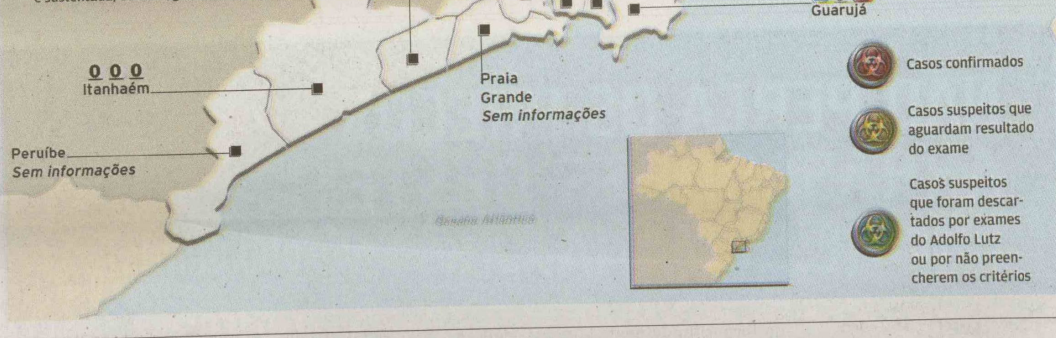 Guarujá
0 0 0
Itanhaém
Praia
Grande
Sem informações
Peruíbe
Sem informações
Oceano Atlântico
Casos confirmados
Casos suspeitos que
aguardam resultado
do exame
Casos suspeitos
que foram descar-
tados por exames
do Adolfo Lutz
ou por não preen-
cherem os critérios